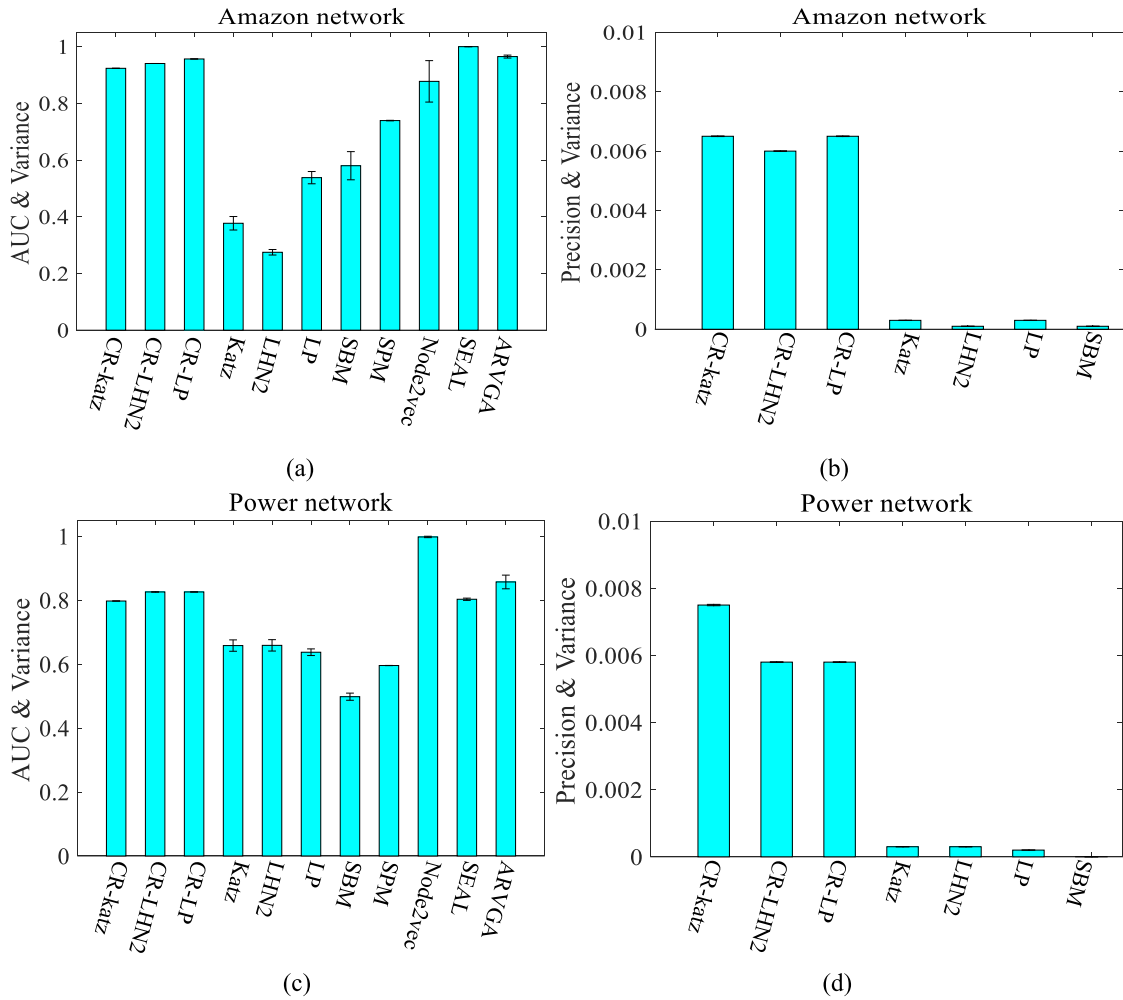 Amazon network
AUC & Variance
1
0.8
0.6
0.4
0.2
0
CR-katz
CR-LHN2
CR-LP
Katz
LHN2
LP
SBM
SPM
Node2vec
SEAL
ARVGA
(a)
Amazon network
Precision & Variance
0.01
0.008
0.006
0.004
0.002
0
CR-katz
CR-LHN2
CR-LP
Katz
LHN2
LP
SBM
(b)
Power network
AUC & Variance
1
0.8
0.6
0.4
0.2
0
CR-katz
CR-LHN2
CR-LP
Katz
LHN2
LP
SBM
SPM
Node2vec
SEAL
ARVGA
(c)
Power network
Precision & Variance
0.01
0.008
0.006
0.004
0.002
0
CR-katz
CR-LHN2
CR-LP
Katz
LHN2
LP
SBM
(d)